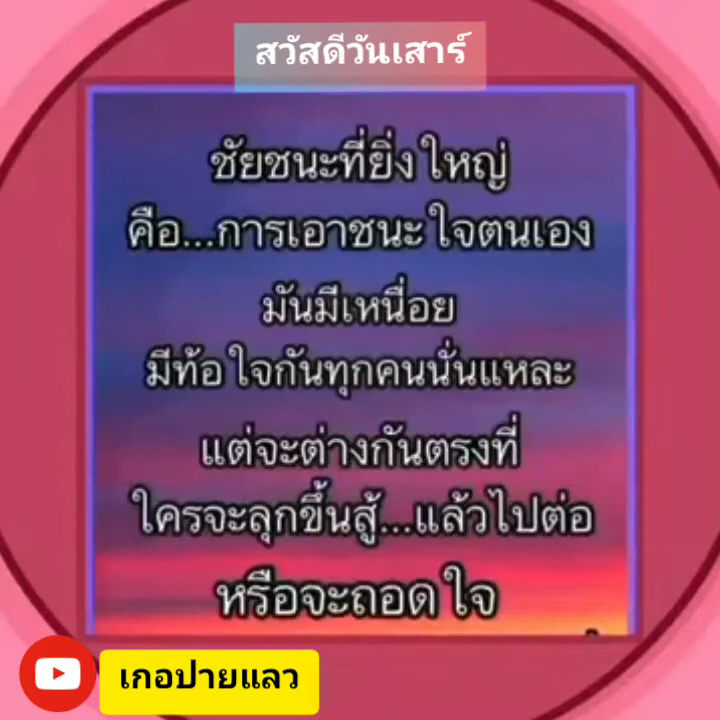 สวัสดีวันเสาร์
ชัยชนะที่ยิ่งใหญ่
คือ...การเอาชนะใจตนเอง
มันมีเหนื่อย
มีท้อใจกันทุกคนนั่นแหละ
แต่จะต่างกันตรงที่
ใครจะลุกขึ้นสู้...แล้วไปต่อ
หรือจะถอดใจ
เกอปายแลว